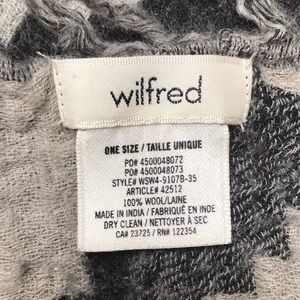 wilfred
ONE SIZE / TAILLE UNIQUE
PO# 4500048072
PO# 4500048073
STYLE# WSW4-9107B-35
ARTICLE# 42512
100% WOOL/LAINE
MADE IN INDIA / FABRIQUÉ EN INDE
DRY CLEAN / NETTOYER À SEC
CA# 23725 / RN# 122354